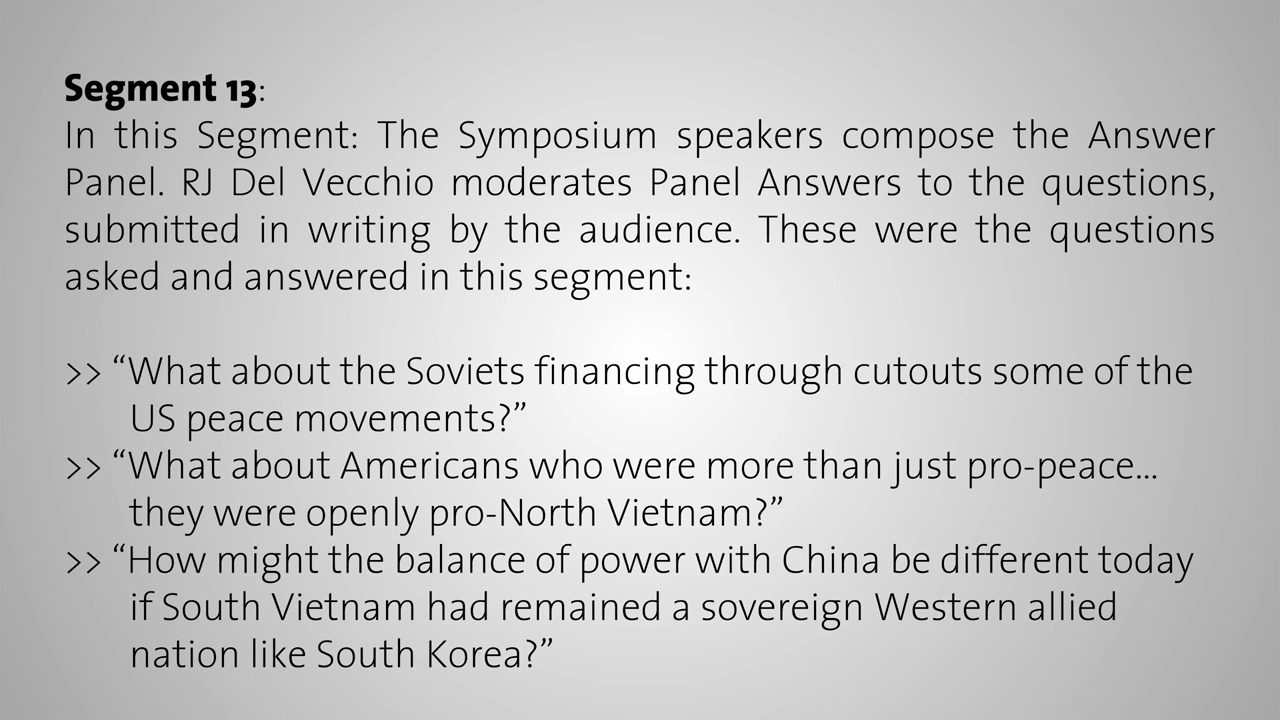 Segment 13:
In this Segment: The Symposium speakers compose the Answer
Panel. RJ Del Vecchio moderates Panel Answers to the questions,
submitted in writing by the audience. These were the questions
asked and answered in this segment:
>> “What about the Soviets financing through cutouts some of the
US peace movements?”
>> “What about Americans who were more than just pro-peace...
they were openly pro-North Vietnam?”
>> “How might the balance of power with China be different today
if South Vietnam had remained a sovereign Western allied
nation like South Korea?”